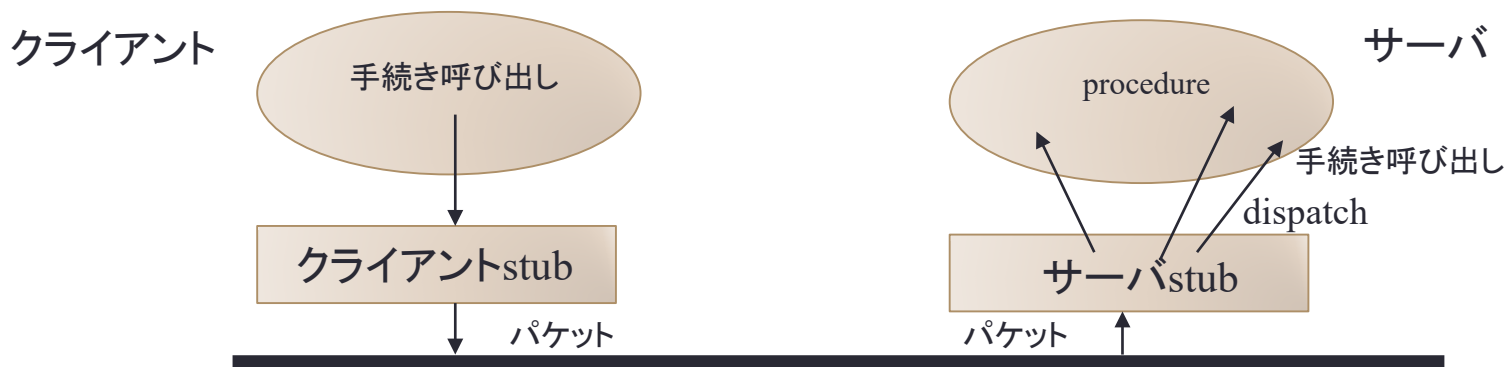 クライアント
手続き呼び出し
procedure
サーバ
手続き呼び出し
dispatch
クライアントstub
サーバstub
パケット
パケット